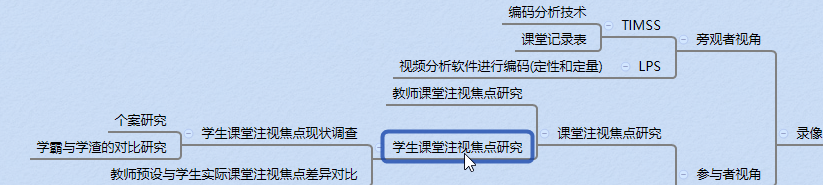 编码分析技术
TIMSS
课堂记录表
旁观者视角
视频分析软件进行编码(定性和定量)
LPS
教师课堂注视焦点研究
个案研究
学生课堂注视焦点现状调查
课堂注视焦点研究
录像
学霸与学渣的对比研究
学生课堂注视焦点研究
教师预设与学生实际课堂注视焦点差异对比
参与者视角